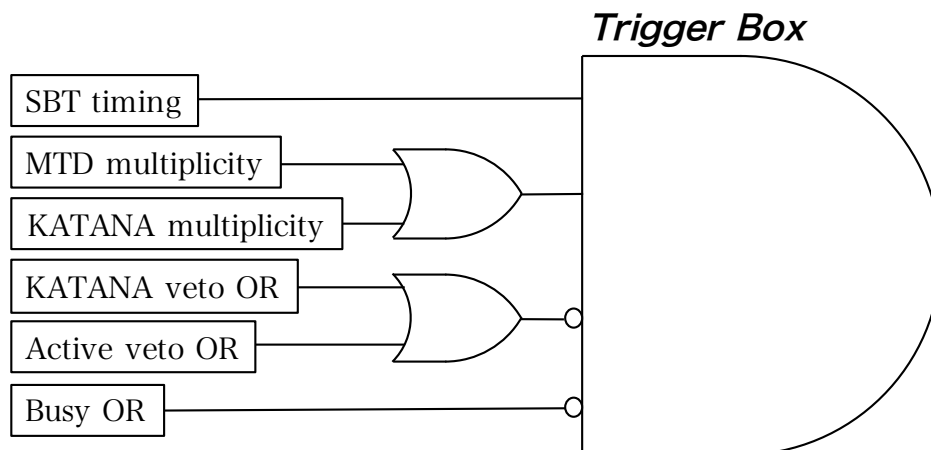 Trigger Box
SBT timing
MTD multiplicity
KATANA multiplicity
KATANA veto OR
Active veto OR
Busy OR